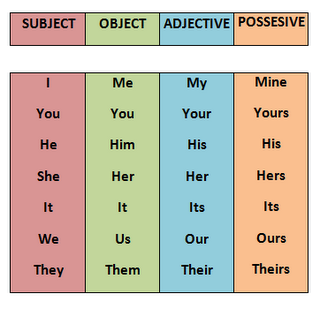 SUBJECT OBJECT ADJECTIVE POSSESIVE
I Me My Mine
You You Your Yours
He Him His His
She Her Her Hers
It It Its Its
We Us Our Ours
They Them Their Theirs